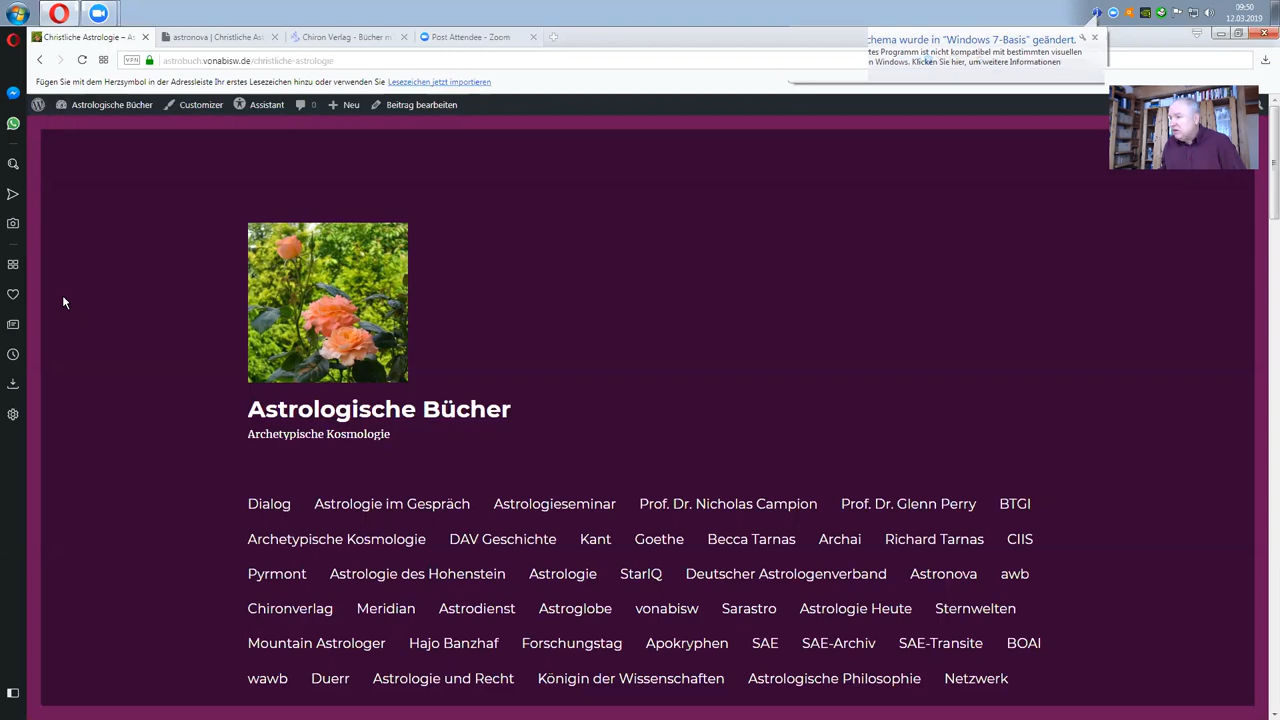 09:50
12.03.2019
Christliche Astrologie – As
astronova | Christliche As
Chiron Verlag - Bücher m
Post Attendee - Zoom
chema wurde in "Windows 7-Basis" geändert.
tes Programm ist nicht kompatibel mit bestimmten visuellen
en Windows. Klicken Sie hier, um weitere Informationen
VPN
astrobuch.vonabisw.de/christliche-astrologie
Fügen Sie mit dem Herzsymbol in der Adressleiste Ihr erstes Lesezeichen hinzu oder verwenden Sie Lesezeichen jetzt importieren
Astrologische Bücher Customizer Assistant 0 Neu Beitrag bearbeiten
Astrologische Bücher
Archetypische Kosmologie
Dialog Astrologie im Gespräch Astrologieseminar Prof. Dr. Nicholas Campion Prof. Dr. Glenn Perry BTGI
Archetypische Kosmologie DAV Geschichte Kant Goethe Becca Tarnas Archai Richard Tarnas CIIS
Pyrmont Astrologie des Hohenstein Astrologie StarIQ Deutscher Astrologenverband Astronova awb
Chironverlag Meridian Astrodienst Astroglobe vonabisw Sarastro Astrologie Heute Sternwelten
Mountain Astrologer Hajo Banzhaf Forschungstag Apokryphen SAE SAE-Archiv SAE-Transite BOAI
wawb Duerr Astrologie und Recht Königin der Wissenschaften Astrologische Philosophie Netzwerk